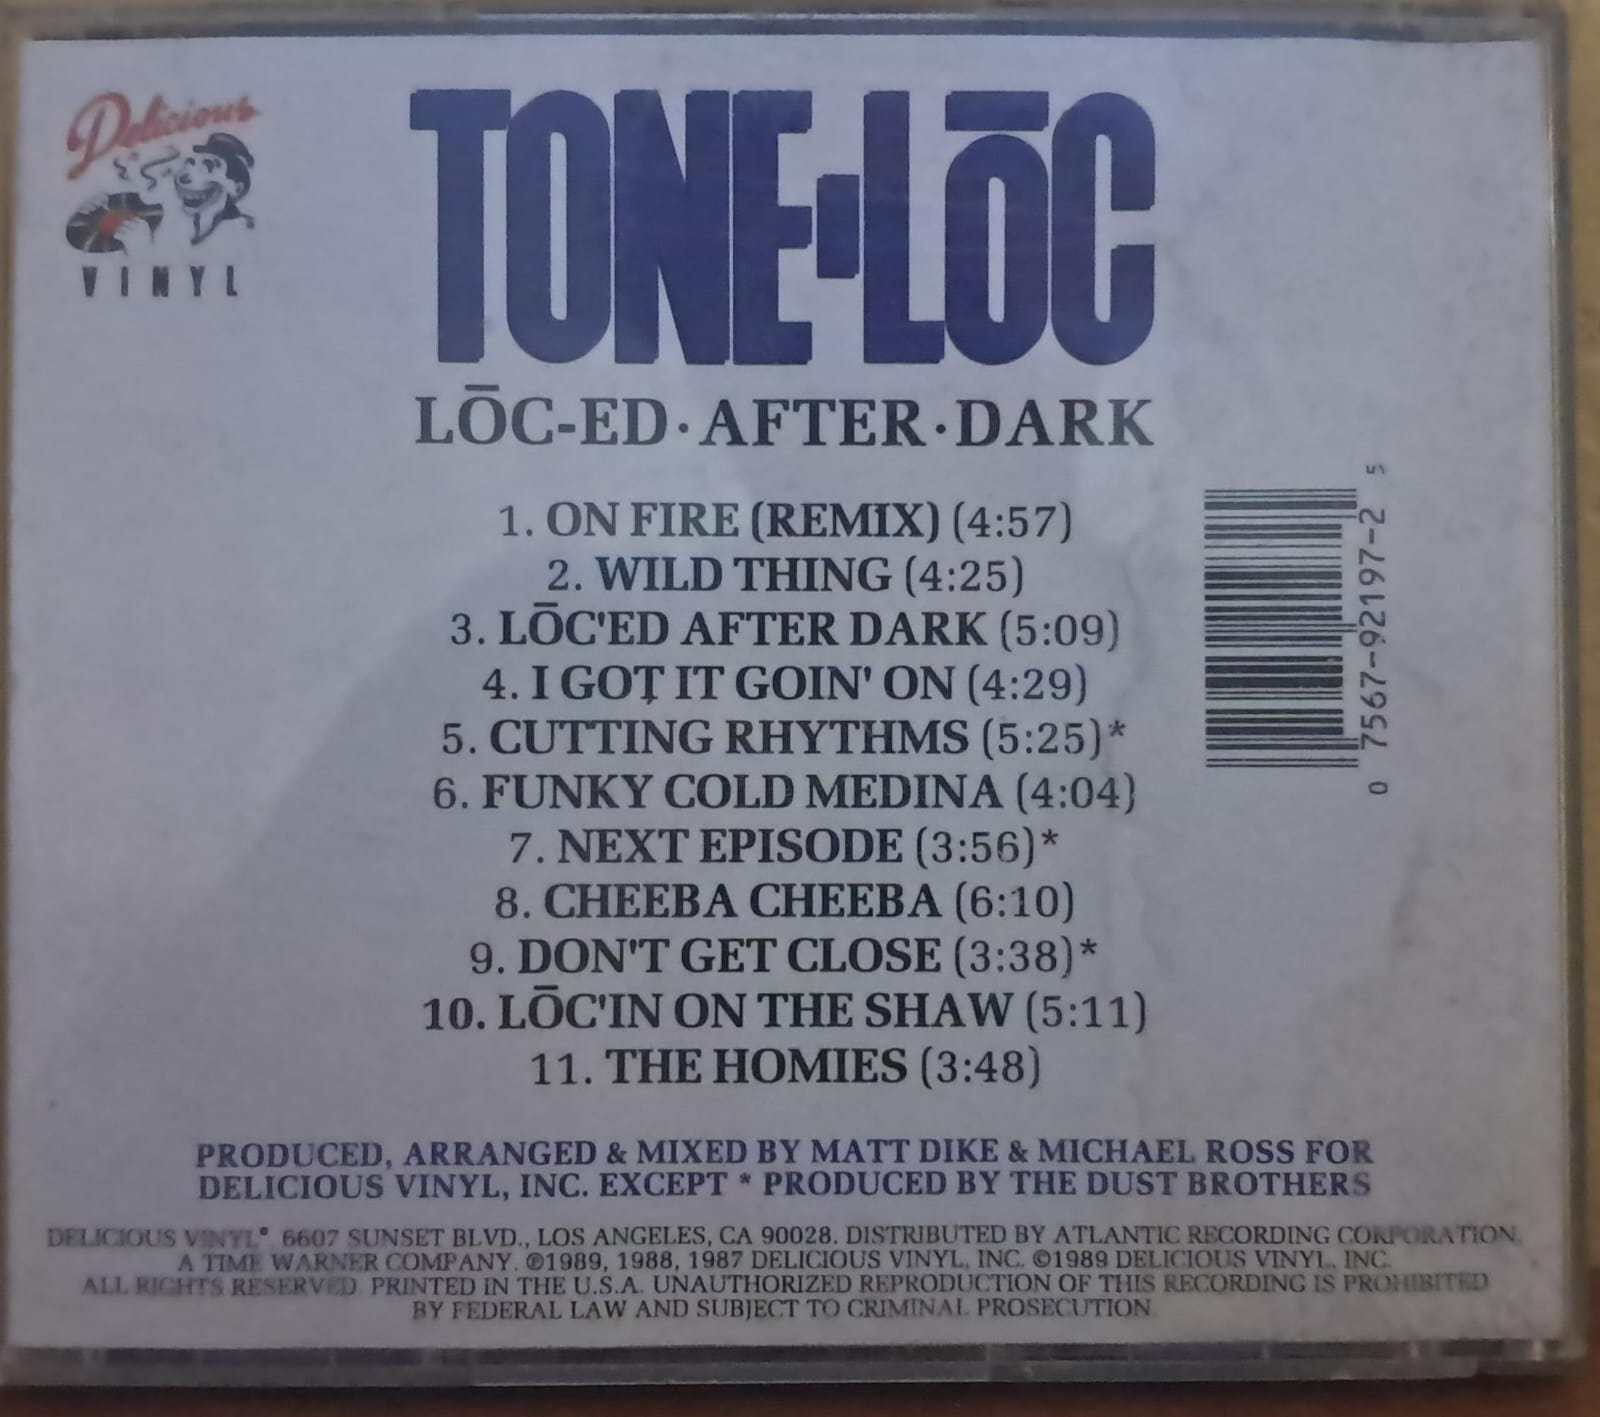 Delicious
VINYL
TONE-LŌC
LŌC-ED·AFTER·DARK
1. ON FIRE (REMIX) (4:57)
2. WILD THING (4:25)
3. LŌC'ED AFTER DARK (5:09)
4. I GOT IT GOIN' ON (4:29)
5. CUTTING RHYTHMS (5:25)*
6. FUNKY COLD MEDINA (4:04)
7. NEXT EPISODE (3:56)*
8. CHEEBA CHEEBA (6:10)
9. DON'T GET CLOSE (3:38)*
10. LŌC'IN ON THE SHAW (5:11)
11. THE HOMIES (3:48)
0 7567-92197-2 5
PRODUCED, ARRANGED & MIXED BY MATT DIKE & MICHAEL ROSS FOR
DELICIOUS VINYL, INC. EXCEPT * PRODUCED BY THE DUST BROTHERS
DELICIOUS VINYL® 6607 SUNSET BLVD., LOS ANGELES, CA 90028. DISTRIBUTED BY ATLANTIC RECORDING CORPORATION,
A TIME WARNER COMPANY. ℗1989, 1988, 1987 DELICIOUS VINYL, INC. ©1989 DELICIOUS VINYL, INC.
ALL RIGHTS RESERVED. PRINTED IN THE U.S.A. UNAUTHORIZED REPRODUCTION OF THIS RECORDING IS PROHIBITED
BY FEDERAL LAW AND SUBJECT TO CRIMINAL PROSECUTION.